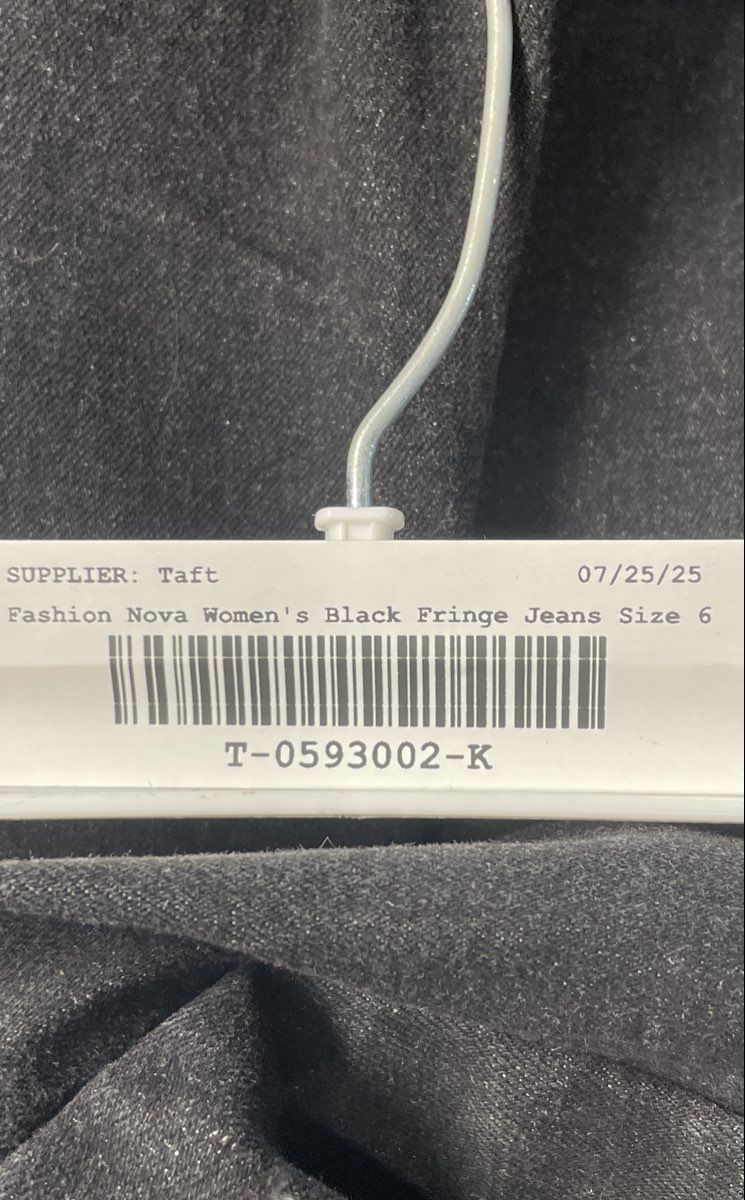 SUPPLIER: Taft 07/25/25
Fashion Nova Women's Black Fringe Jeans Size 6
T-0593002-K